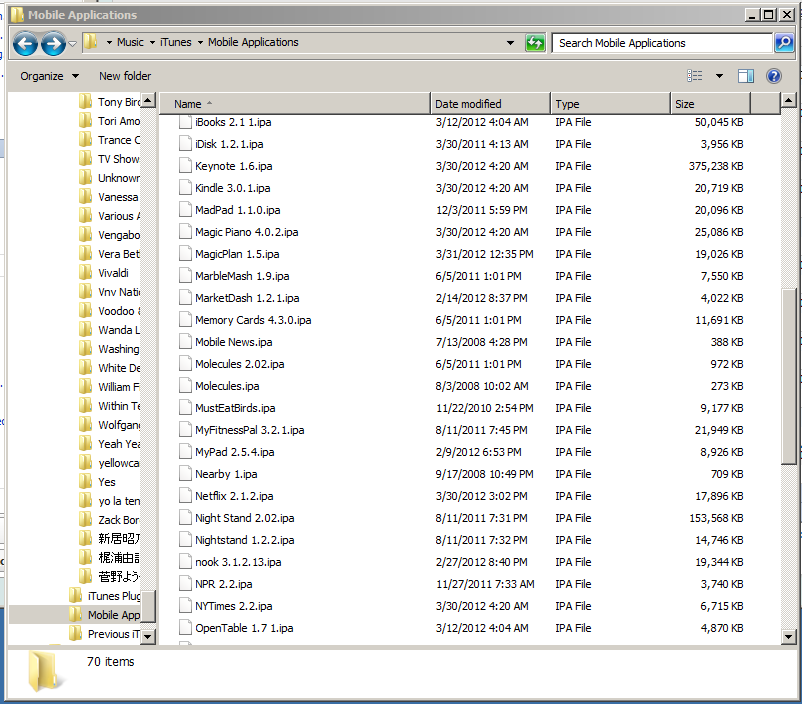 Mobile Applications
Music iTunes Mobile Applications
Search Mobile Applications
Organize New folder
Tony Bird
Tori Amo
Trance C
TV Show
Unknown
Vanessa
Various A
Vengabo
Vera Bet
Vivaldi
Vnv Nati
Voodoo &
Wanda L
Washing
White De
William F
Within Te
Wolfgang
Yeah Yea
yellowca
Yes
yo la ten
Zack Bor
新居昭乃
梶浦由記
菅野よう
iTunes Plug
Mobile App
Previous iT
Name Date modified Type Size
iBooks 2.1 1.ipa 3/12/2012 4:04 AM IPA File 50,045 KB
iDisk 1.2.1.ipa 3/30/2011 4:13 AM IPA File 3,956 KB
Keynote 1.6.ipa 3/30/2012 4:20 AM IPA File 375,238 KB
Kindle 3.0.1.ipa 3/30/2012 4:20 AM IPA File 20,719 KB
MadPad 1.1.0.ipa 12/3/2011 5:59 PM IPA File 20,096 KB
Magic Piano 4.0.2.ipa 3/30/2012 4:20 AM IPA File 25,086 KB
MagicPlan 1.5.ipa 3/31/2012 12:35 PM IPA File 19,026 KB
MarbleMash 1.9.ipa 6/5/2011 1:01 PM IPA File 7,550 KB
MarketDash 1.2.1.ipa 2/14/2012 8:37 PM IPA File 4,022 KB
Memory Cards 4.3.0.ipa 6/5/2011 1:01 PM IPA File 11,691 KB
Mobile News.ipa 7/13/2008 4:28 PM IPA File 388 KB
Molecules 2.02.ipa 6/5/2011 1:01 PM IPA File 972 KB
Molecules.ipa 8/3/2008 10:02 AM IPA File 273 KB
MustEatBirds.ipa 11/22/2010 2:54 PM IPA File 9,177 KB
MyFitnessPal 3.2.1.ipa 8/11/2011 7:45 PM IPA File 21,949 KB
MyPad 2.5.4.ipa 2/9/2012 6:53 PM IPA File 8,926 KB
Nearby 1.ipa 9/17/2008 10:49 PM IPA File 709 KB
Netflix 2.1.2.ipa 3/30/2012 3:02 PM IPA File 17,896 KB
Night Stand 2.02.ipa 8/11/2011 7:31 PM IPA File 153,568 KB
Nightstand 1.2.2.ipa 8/11/2011 7:32 PM IPA File 14,746 KB
nook 3.1.2.13.ipa 2/27/2012 8:40 PM IPA File 19,344 KB
NPR 2.2.ipa 11/27/2011 7:33 AM IPA File 3,740 KB
NYTimes 2.2.ipa 3/30/2012 4:20 AM IPA File 6,715 KB
OpenTable 1.7 1.ipa 3/12/2012 4:04 AM IPA File 4,870 KB
70 items